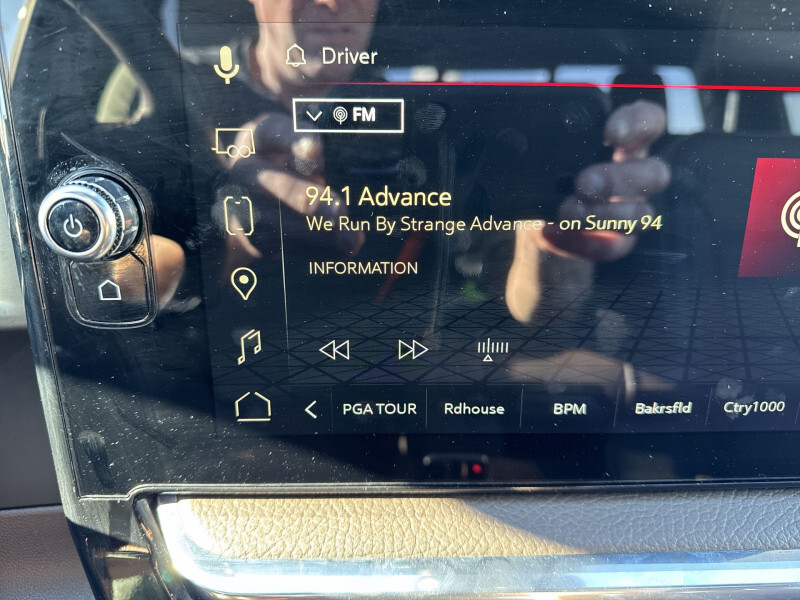 Driver
FM
94.1 Advance
We Run By Strange Advance - on Sunny 94
INFORMATION
PGA TOUR Rdhouse BPM Bakrsfld Ctry1000